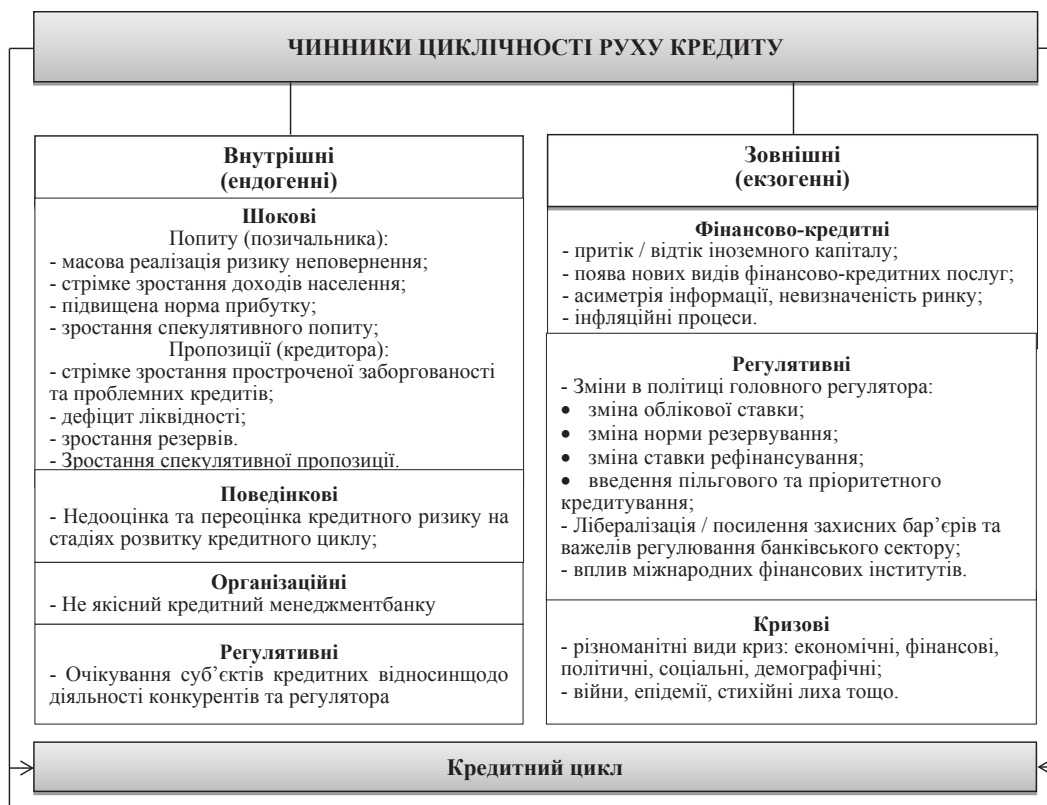 ЧИННИКИ ЦИКЛІЧНОСТІ РУХУ КРЕДИТУ
Внутрішні
(ендогенні)
Шокові
Попиту (позичальника):
- масова реалізація ризику неповернення;
- стрімке зростання доходів населення;
- підвищена норма прибутку;
- зростання спекулятивного попиту;
Пропозиції (кредитора):
- стрімке зростання простроченої заборгованості
та проблемних кредитів;
- дефіцит ліквідності;
- зростання резервів.
- Зростання спекулятивної пропозиції.
Поведінкові
- Недооцінка та переоцінка кредитного ризику на
стадіях розвитку кредитного циклу;
Організаційні
- Не якісний кредитний менеджментбанку
Регулятивні
- Очікування суб’єктів кредитних відносинщодо
діяльності конкурентів та регулятора
Зовнішні
(екзогенні)
Фінансово-кредитні
- притік / відтік іноземного капіталу;
- поява нових видів фінансово-кредитних послуг;
- асиметрія інформації, невизначеність ринку;
- інфляційні процеси.
Регулятивні
- Зміни в політиці головного регулятора:
• зміна облікової ставки;
• зміна норми резервування;
• зміна ставки рефінансування;
• введення пільгового та пріоритетного
кредитування;
- Лібералізація / посилення захисних бар’єрів та
важелів регулювання банківського сектору;
- вплив міжнародних фінансових інститутів.
Кризові
- різноманітні види криз: економічні, фінансові,
політичні, соціальні, демографічні;
- війни, епідемії, стихійні лиха тощо.
Кредитний цикл